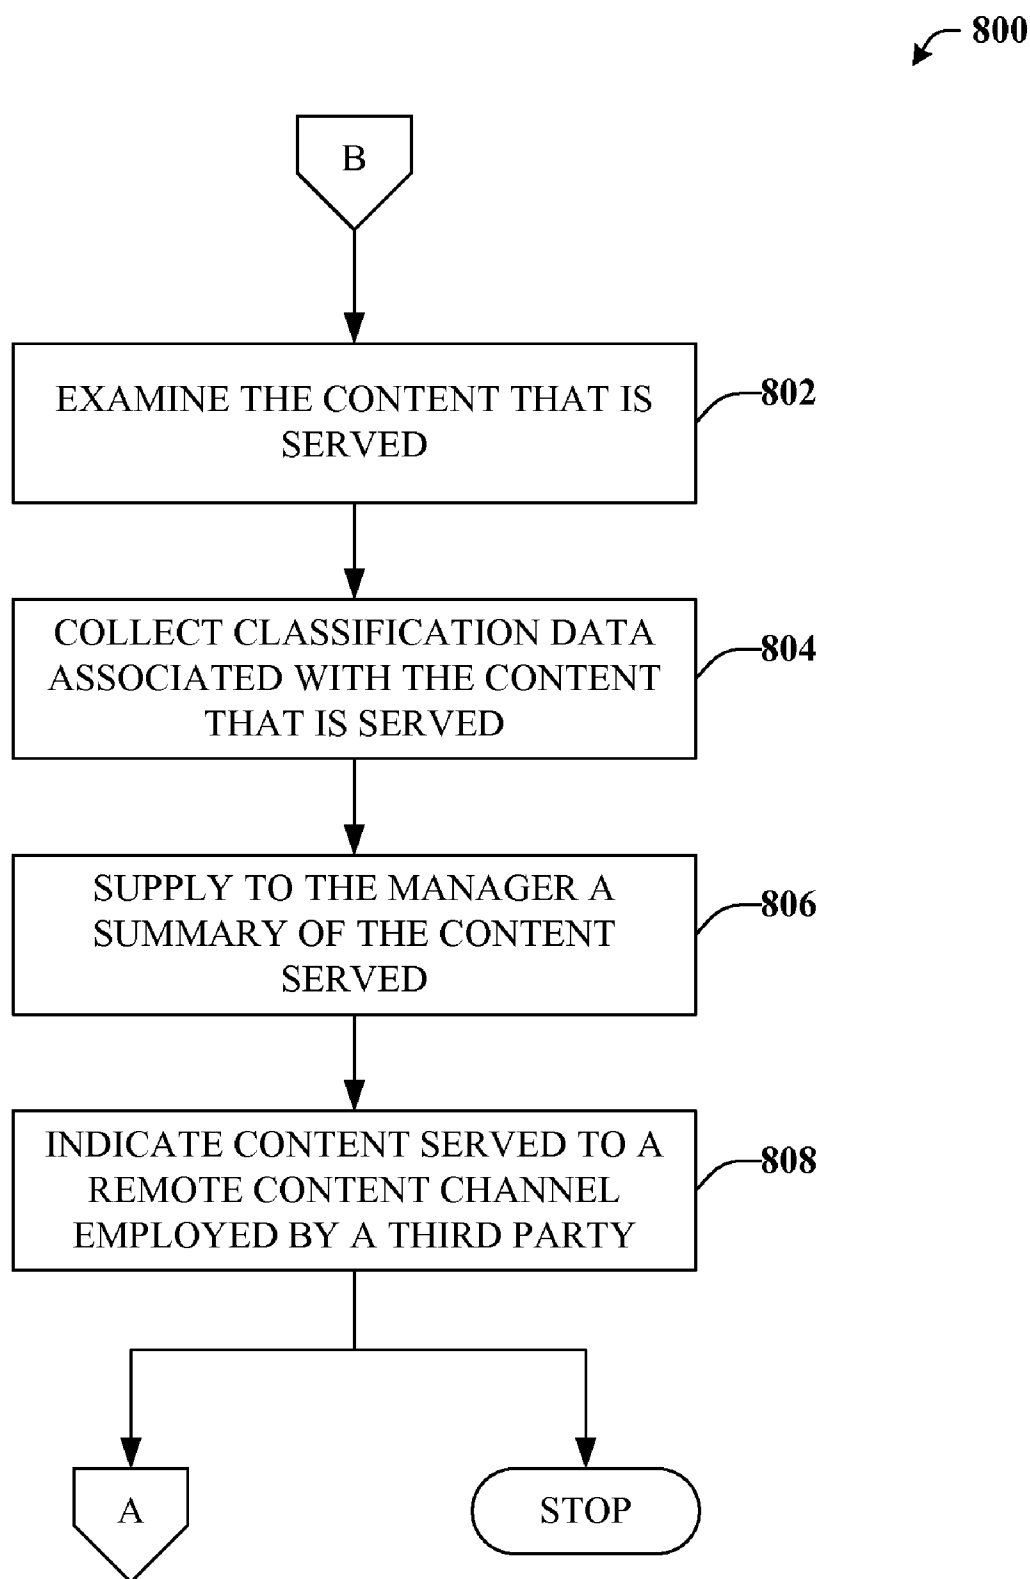 800
B
EXAMINE THE CONTENT THAT IS
SERVED
802
COLLECT CLASSIFICATION DATA
ASSOCIATED WITH THE CONTENT
THAT IS SERVED
804
SUPPLY TO THE MANAGER A
SUMMARY OF THE CONTENT
SERVED
806
INDICATE CONTENT SERVED TO A
REMOTE CONTENT CHANNEL
EMPLOYED BY A THIRD PARTY
808
A
STOP